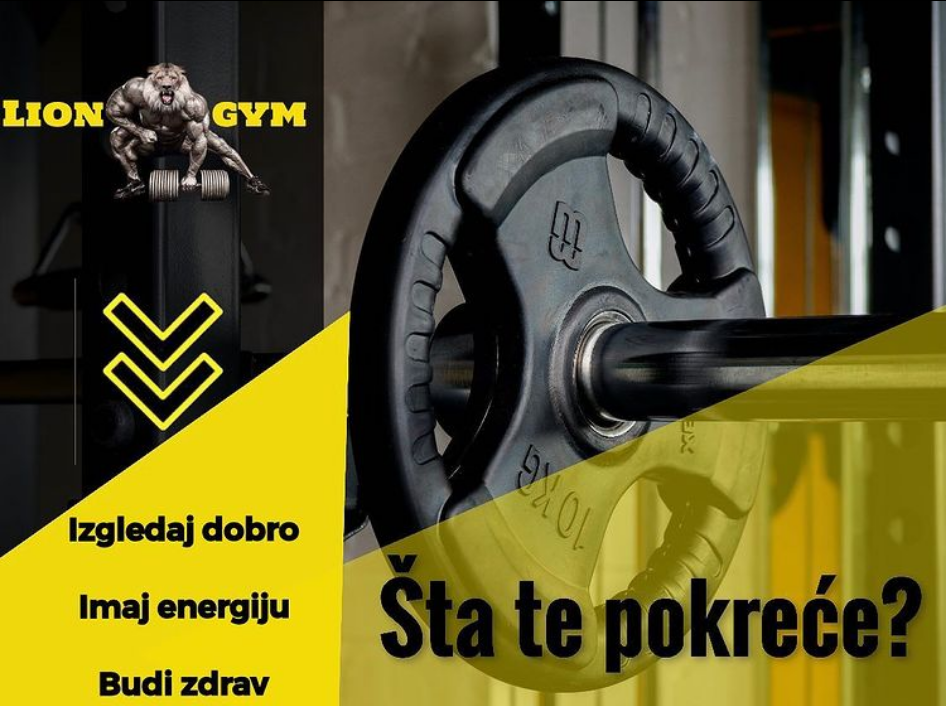 LION GYM
10 KG
Izgledaj dobro
Imaj energiju
Budi zdrav
Šta te pokreće?